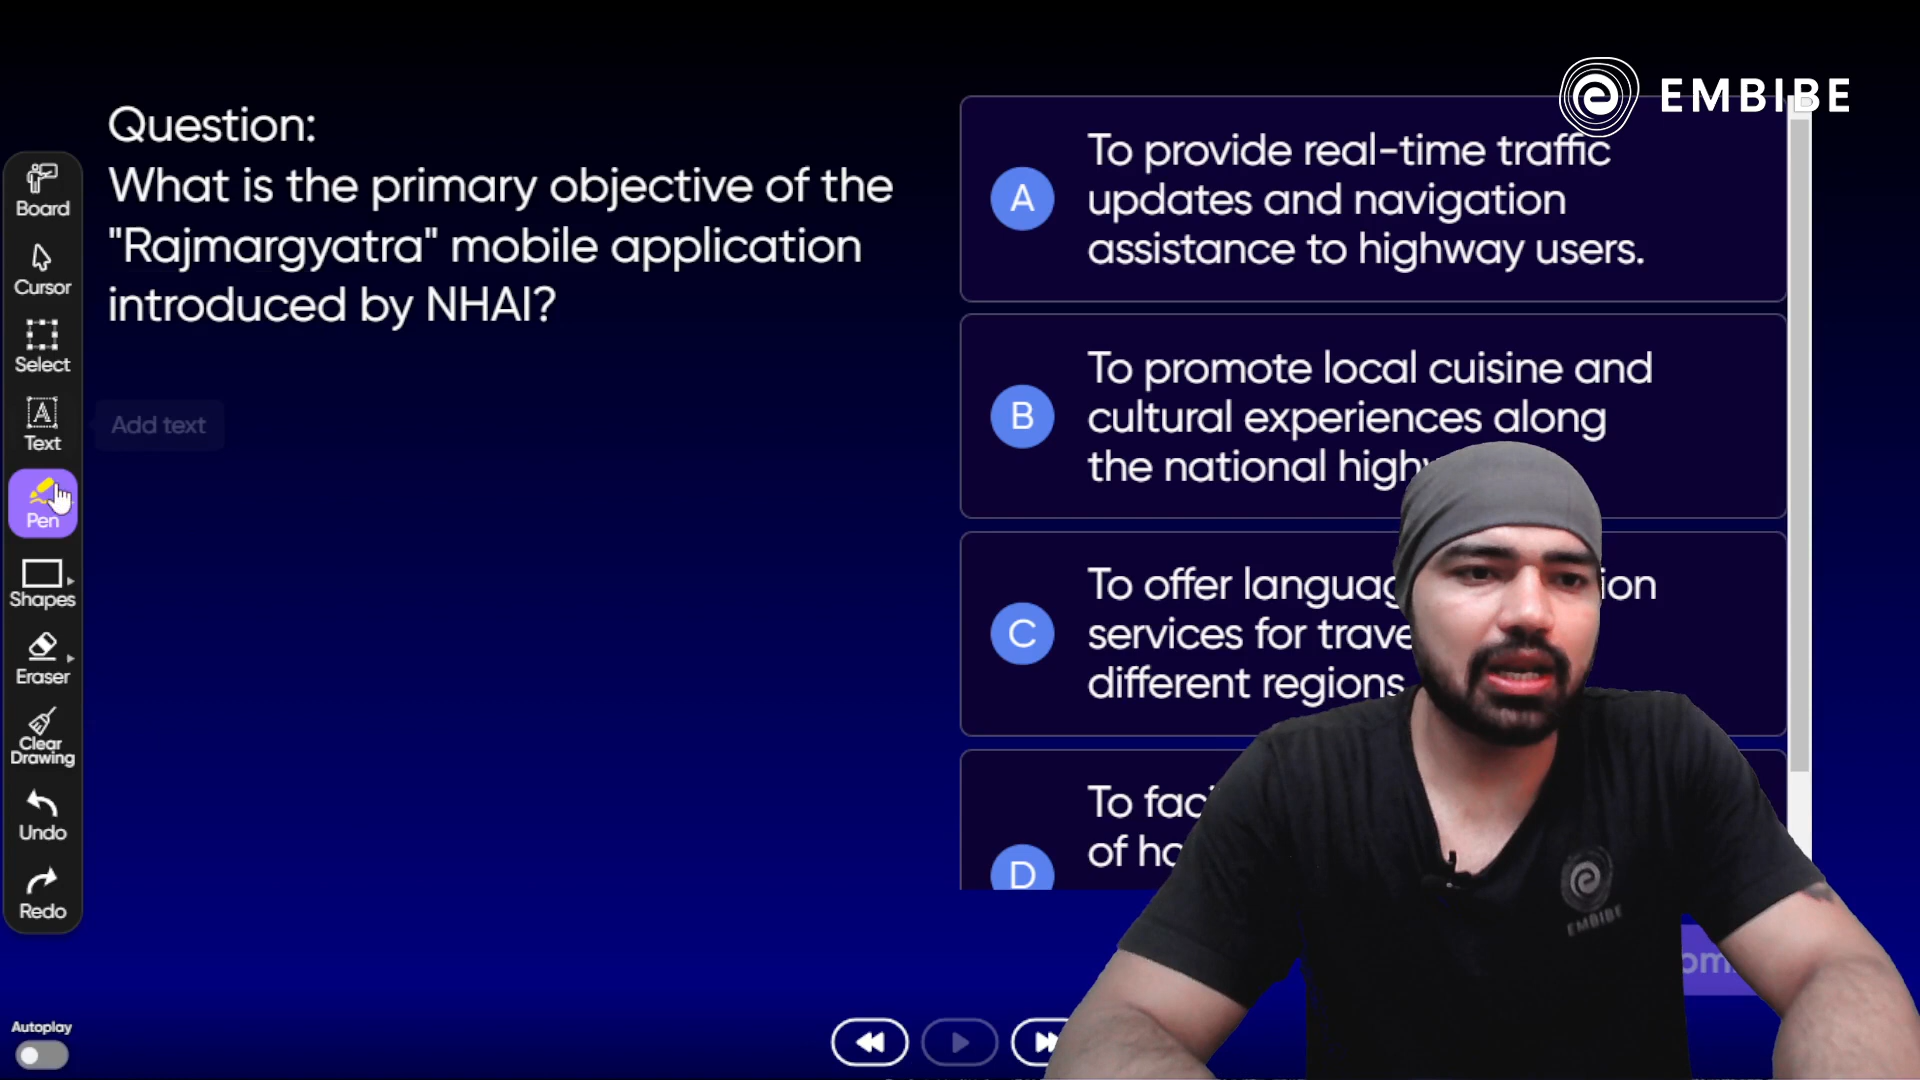 EMBIBE
Question:
What is the primary objective of the
"Rajmargyatra" mobile application
introduced by NHAI?
A
To provide real-time traffic
updates and navigation
assistance to highway users.
B
To promote local cuisine and
cultural experiences along
the national
C
To offer
services for
different regions
D
To
of
Board
Cursor
Select
Text
Add text
Pen
Shapes
Eraser
Clear
Drawing
Undo
Redo
Autoplay
EMBIBE